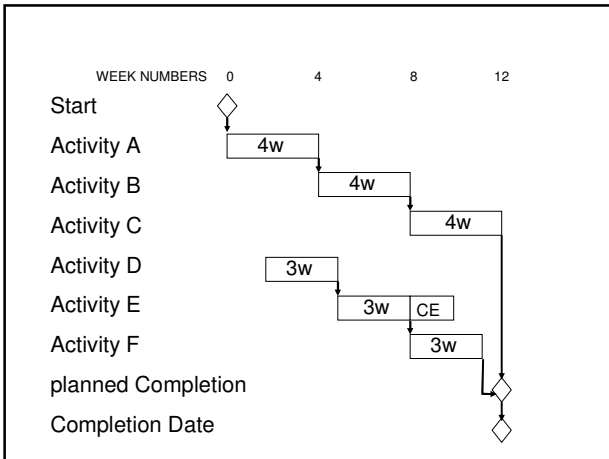 WEEK NUMBERS 0 4 8 12
Start
Activity A 4w
Activity B 4w
Activity C 4w
Activity D 3w
Activity E 3w CE
Activity F 3w
planned Completion
Completion Date